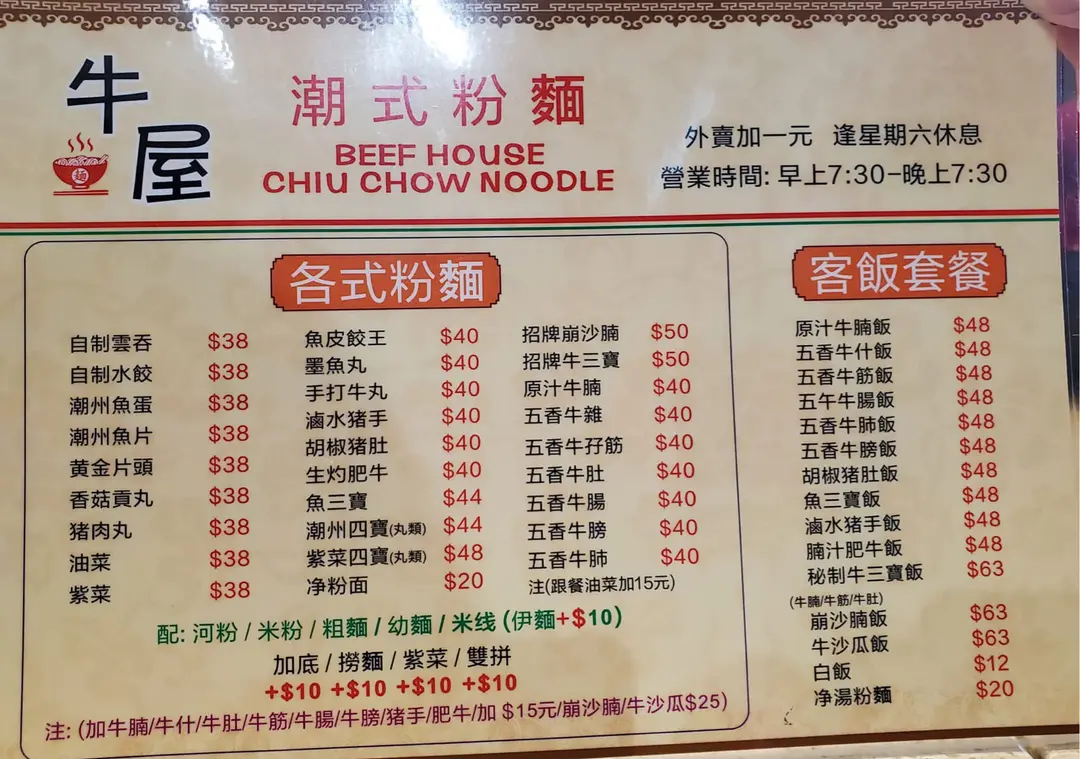 牛屋
潮式粉麵
BEEF HOUSE
CHIU CHOW NOODLE
外賣加一元 逢星期六休息
營業時間: 早上7:30-晚上7:30
麵
各式粉麵
自制雲吞 $38
自制水餃 $38
潮州魚蛋 $38
潮州魚片 $38
黄金片頭 $38
香菇貢丸 $38
猪肉丸 $38
油菜 $38
紫菜 $38
魚皮餃王 $40
墨魚丸 $40
手打牛丸 $40
滷水猪手 $40
胡椒猪肚 $40
生灼肥牛 $40
魚三寶 $44
潮州四寶(丸類) $44
紫菜四寶(丸類) $48
净粉面 $20
招牌崩沙腩 $50
招牌牛三寶 $50
原汁牛腩 $40
五香牛雜 $40
五香牛孖筋 $40
五香牛肚 $40
五香牛腸 $40
五香牛膀 $40
五香牛肺 $40
注(跟餐油菜加15元)
配: 河粉 / 米粉 / 粗麵 / 幼麵 / 米线 (伊麵+$10)
加底 / 撈麵 / 紫菜 / 雙拼
+$10 +$10 +$10 +$10
注: (加牛腩/牛什/牛肚/牛筋/牛腸/牛膀/猪手/肥牛/加 $15元/崩沙腩/牛沙瓜$25)
客飯套餐
原汁牛腩飯 $48
五香牛什飯 $48
五香牛筋飯 $48
五午牛腸飯 $48
五香牛肺飯 $48
五香牛膀飯 $48
胡椒猪肚飯 $48
魚三寶飯 $48
滷水猪手飯 $48
腩汁肥牛飯 $48
秘制牛三寶飯 $63
(牛腩/牛筋/牛肚)
崩沙腩飯 $63
牛沙瓜飯 $63
白飯 $12
净湯粉麵 $20